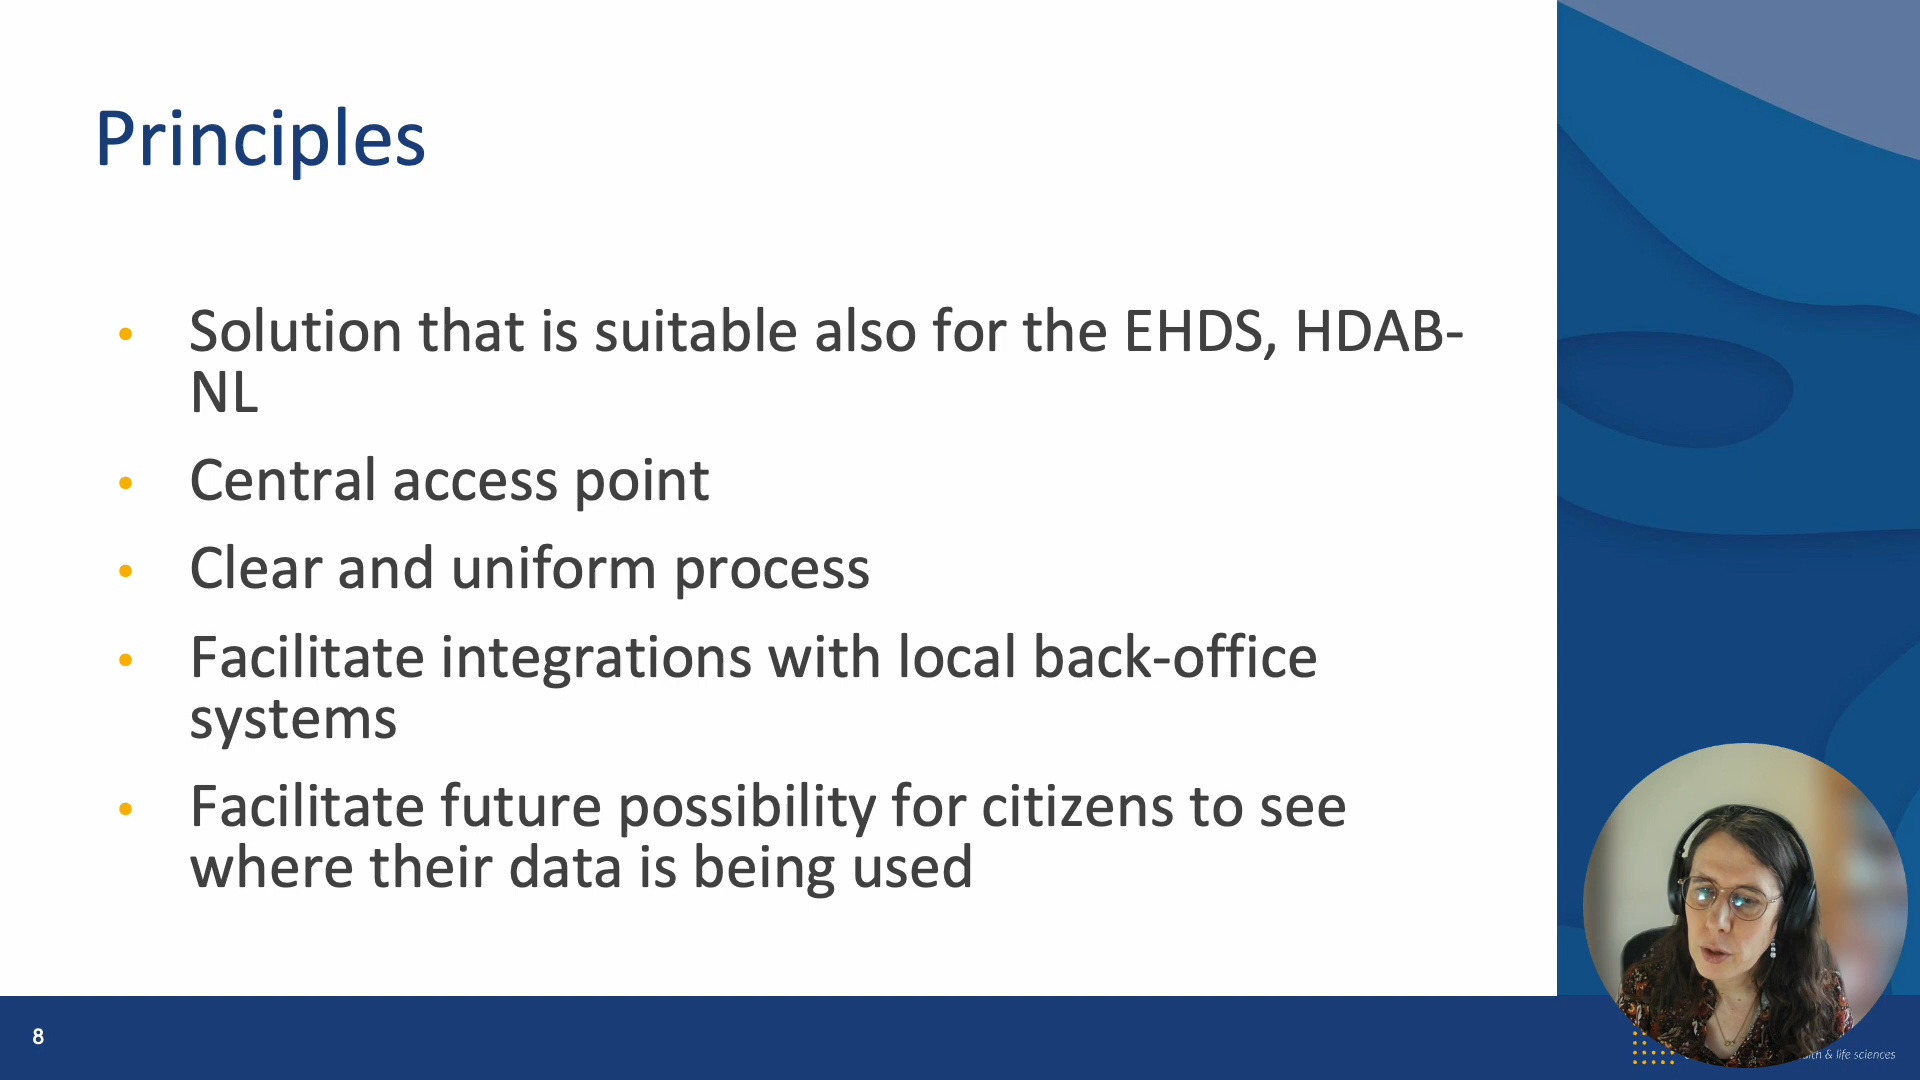 Principles
• Solution that is suitable also for the EHDS, HDAB-
NL
• Central access point
• Clear and uniform process
• Facilitate integrations with local back-office
systems
• Facilitate future possibility for citizens to see
where their data is being used
8
& life sciences